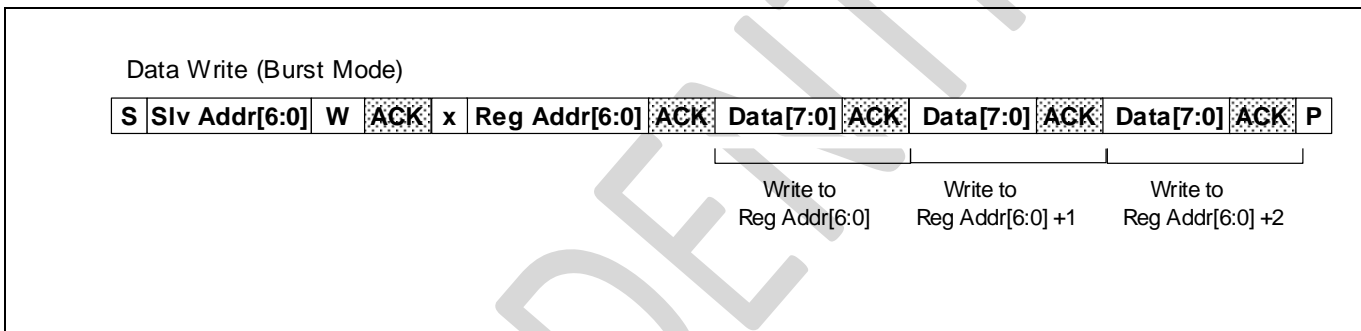 Data Write (Burst Mode)
S Slv Addr[6:0] W ACK x Reg Addr[6:0] ACK Data[7:0] ACK Data[7:0] ACK Data[7:0] ACK P
Write to Write to Write to
Reg Addr[6:0] Reg Addr[6:0] +1 Reg Addr[6:0] +2